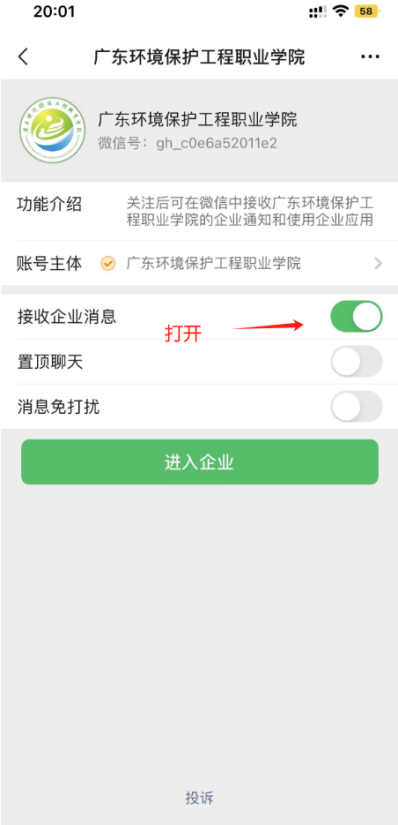 20:01
58
广东环境保护工程职业学院
广东环境保护工程职业学院
微信号：gh_c0e6a52011e2
功能介绍
关注后可在微信中接收广东环境保护工
程职业学院的企业通知和使用企业应用
账号主体
广东环境保护工程职业学院
接收企业消息
打开
置顶聊天
消息免打扰
进入企业
投诉